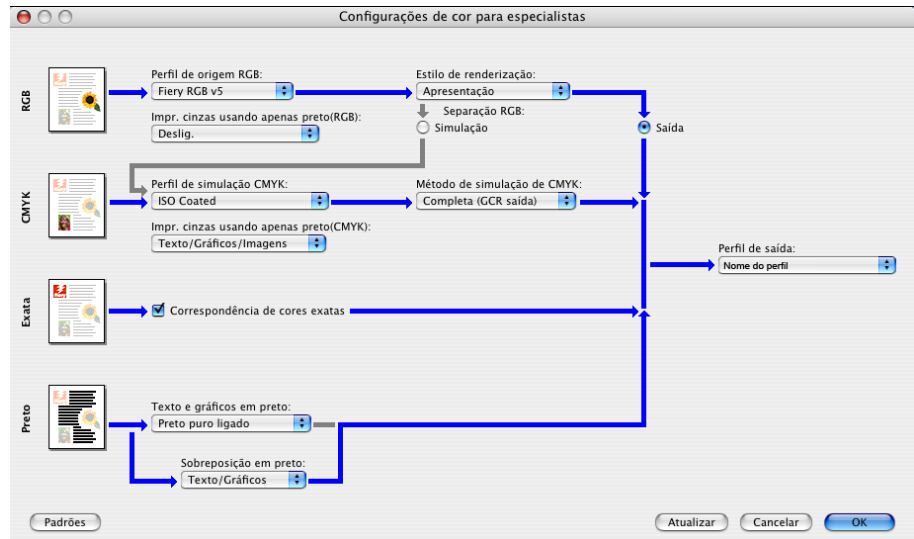 Configurações de cor para especialistas
RGB
Perfil de origem RGB:
Fiery RGB v5
Impr. cinzas usando apenas preto(RGB):
Deslig.
Estilo de renderização:
Apresentação
Separação RGB:
Simulação
Saída
CMYK
Perfil de simulação CMYK:
ISO Coated
Impr. cinzas usando apenas preto(CMYK):
Texto/Gráficos/Imagens
Método de simulação de CMYK:
Completa (GCR saída)
Perfil de saída:
Nome do perfil
Exata
Correspondência de cores exatas
Preto
Texto e gráficos em preto:
Preto puro ligado
Sobreposição em preto:
Texto/Gráficos
Padrões
Atualizar
Cancelar
OK